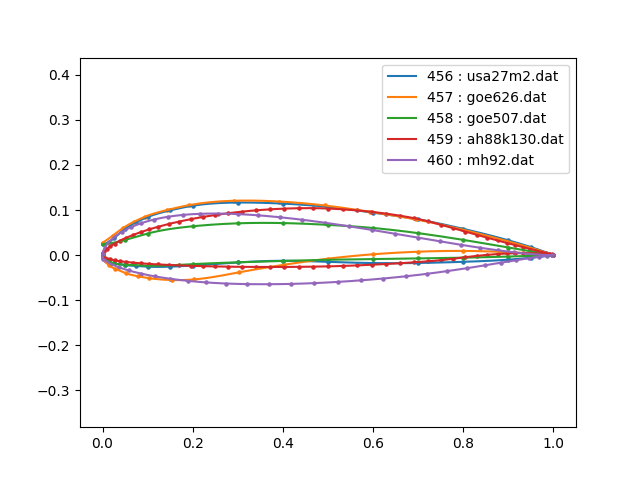 456 : usa27m2.dat
457 : goe626.dat
458 : goe507.dat
459 : ah88k130.dat
460 : mh92.dat
0.4
0.3
0.2
0.1
0.0
−0.1
−0.2
−0.3
0.0 0.2 0.4 0.6 0.8 1.0